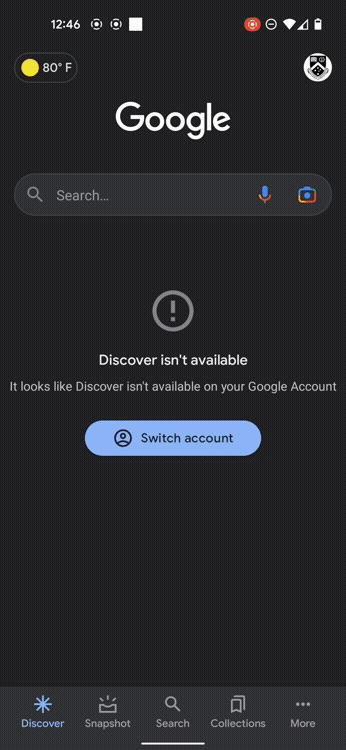 12:46
80° F
Google
Search...
Discover isn't available
It looks like Discover isn't available on your Google Account
Switch account
Discover
Snapshot
Search
Collections
More